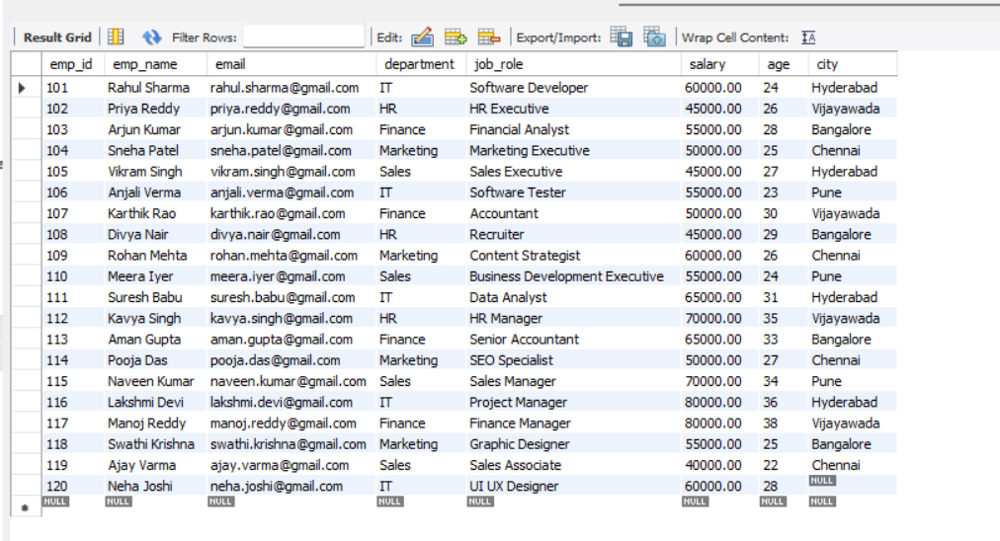 Result Grid Filter Rows: Edit: Export/Import: Wrap Cell Content: IA
emp_id emp_name email department job_role salary age city
101 Rahul Sharma rahul.sharma@gmail.com IT Software Developer 60000.00 24 Hyderabad
102 Priya Reddy priya.reddy@gmail.com HR HR Executive 45000.00 26 Vijayawada
103 Arjun Kumar arjun.kumar@gmail.com Finance Financial Analyst 55000.00 28 Bangalore
104 Sneha Patel sneha.patel@gmail.com Marketing Marketing Executive 50000.00 25 Chennai
105 Vikram Singh vikram.singh@gmail.com Sales Sales Executive 45000.00 27 Hyderabad
106 Anjali Verma anjali.verma@gmail.com IT Software Tester 55000.00 23 Pune
107 Karthik Rao karthik.rao@gmail.com Finance Accountant 50000.00 30 Vijayawada
108 Divya Nair divya.nair@gmail.com HR Recruiter 45000.00 29 Bangalore
109 Rohan Mehta rohan.mehta@gmail.com Marketing Content Strategist 60000.00 26 Chennai
110 Meera Iyer meera.iyer@gmail.com Sales Business Development Executive 55000.00 24 Pune
111 Suresh Babu suresh.babu@gmail.com IT Data Analyst 65000.00 31 Hyderabad
112 Kavya Singh kavya.singh@gmail.com HR HR Manager 70000.00 35 Vijayawada
113 Aman Gupta aman.gupta@gmail.com Finance Senior Accountant 65000.00 33 Bangalore
114 Pooja Das pooja.das@gmail.com Marketing SEO Specialist 50000.00 27 Chennai
115 Naveen Kumar naveen.kumar@gmail.com Sales Sales Manager 70000.00 34 Pune
116 Lakshmi Devi lakshmi.devi@gmail.com IT Project Manager 80000.00 36 Hyderabad
117 Manoj Reddy manoj.reddy@gmail.com Finance Finance Manager 80000.00 38 Vijayawada
118 Swathi Krishna swathi.krishna@gmail.com Marketing Graphic Designer 55000.00 25 Bangalore
119 Ajay Varma ajay.varma@gmail.com Sales Sales Associate 40000.00 22 Chennai
120 Neha Joshi neha.joshi@gmail.com IT UI UX Designer 60000.00 28 NULL
NULL NULL NULL NULL NULL NULL NULL NULL